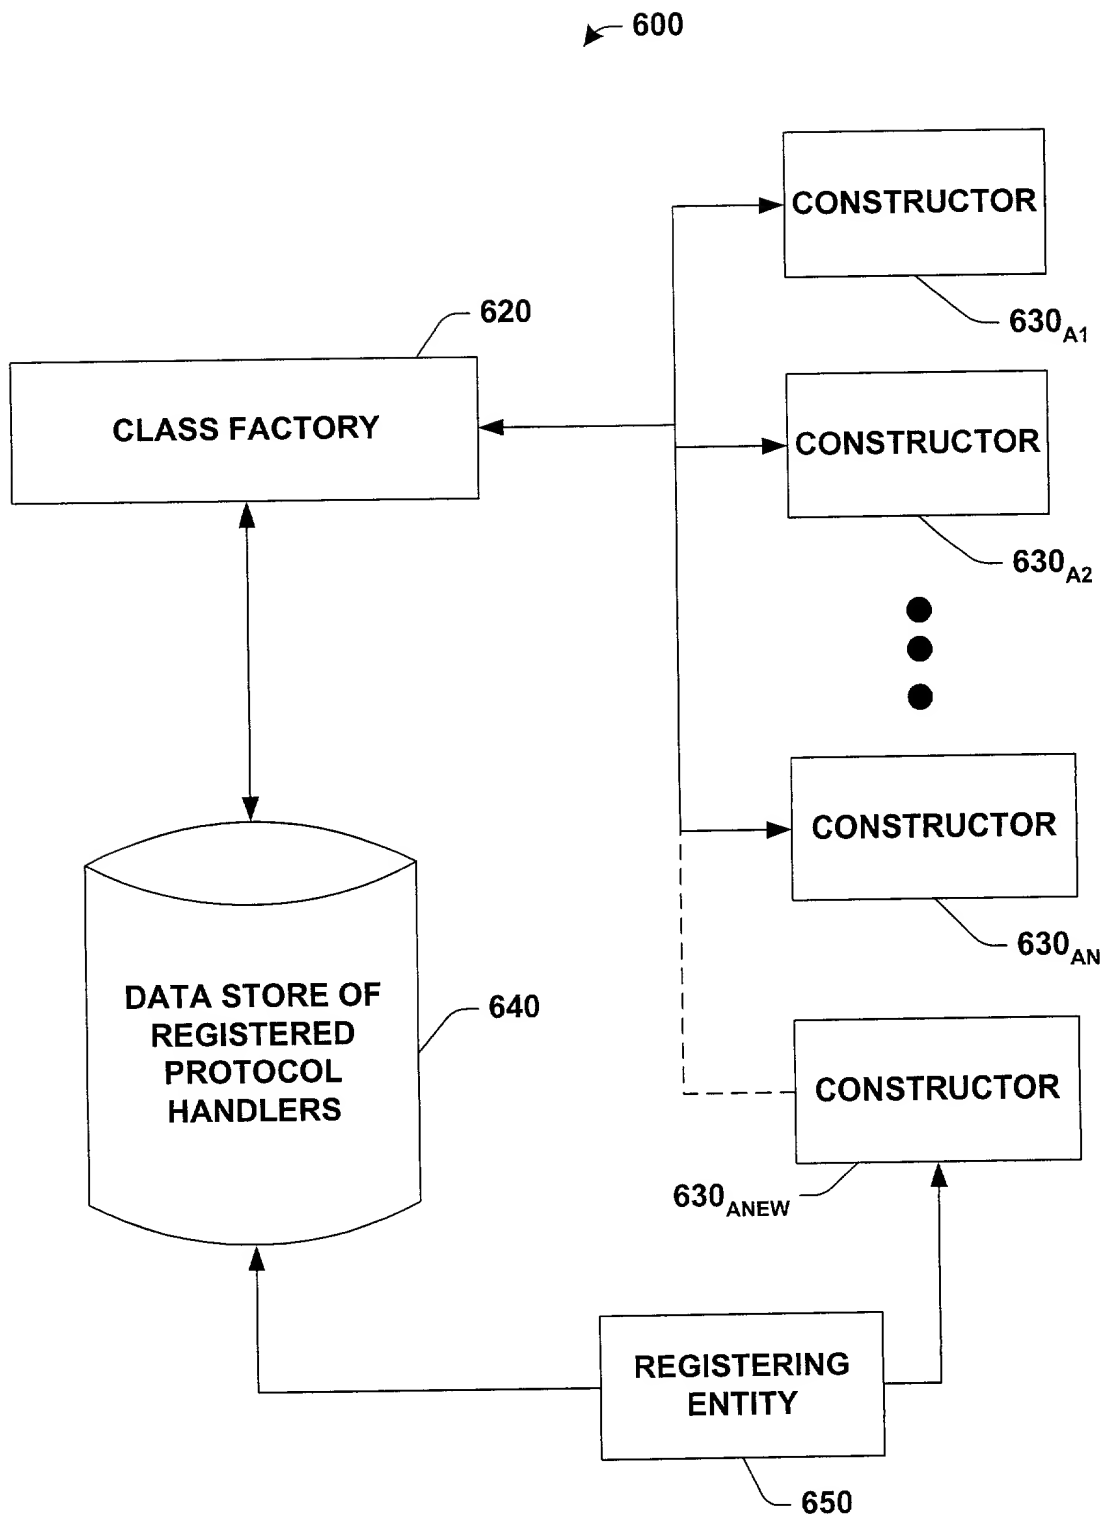 600
CONSTRUCTOR
630A1
620
CLASS FACTORY
CONSTRUCTOR
630A2
CONSTRUCTOR
630AN
DATA STORE OF
REGISTERED
PROTOCOL
HANDLERS
640
CONSTRUCTOR
630ANEW
REGISTERING
ENTITY
650